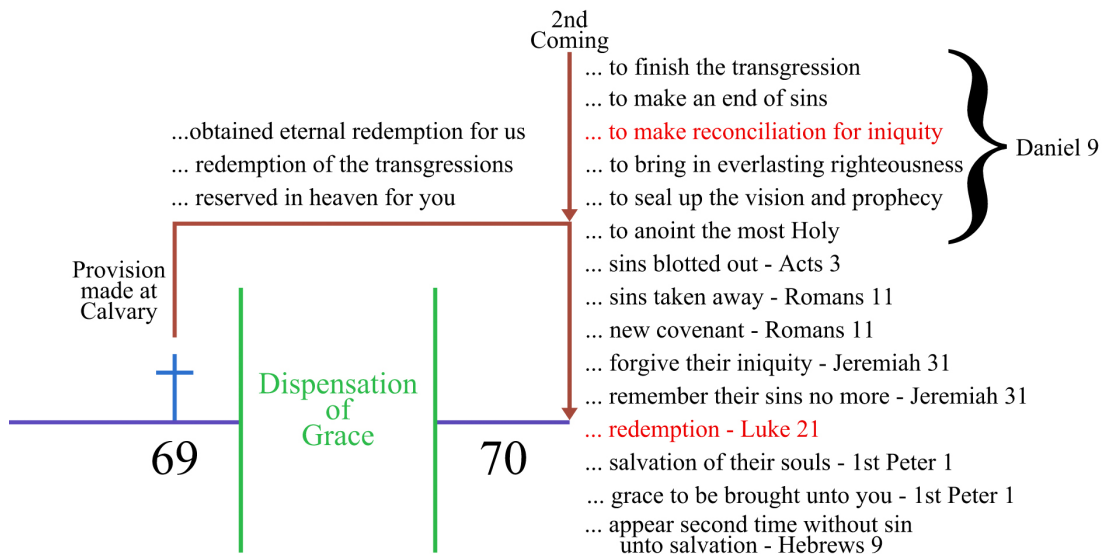 2nd
Coming
... to finish the transgression
... to make an end of sins
... to make reconciliation for iniquity
... to bring in everlasting righteousness
... to seal up the vision and prophecy
... to anoint the most Holy
Daniel 9
...obtained eternal redemption for us
... redemption of the transgressions
... reserved in heaven for you
Provision
made at
Calvary
Dispensation
of
Grace
69
70
... sins blotted out - Acts 3
... sins taken away - Romans 11
... new covenant - Romans 11
... forgive their iniquity - Jeremiah 31
... remember their sins no more - Jeremiah 31
... redemption - Luke 21
... salvation of their souls - 1st Peter 1
... grace to be brought unto you - 1st Peter 1
... appear second time without sin
unto salvation - Hebrews 9